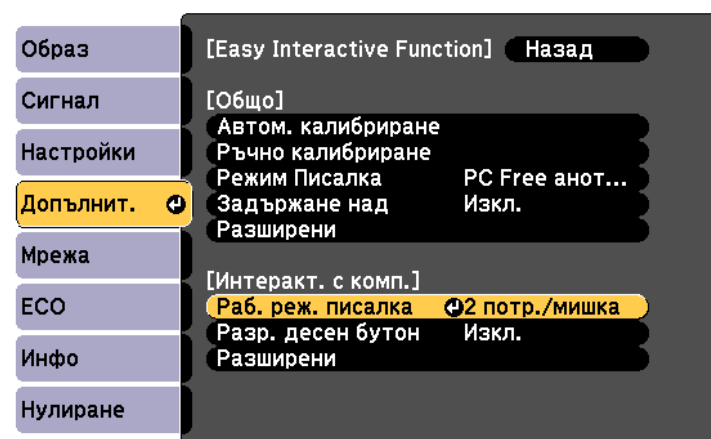 Образ
Сигнал
Настройки
Допълнит.
Мрежа
ECO
Инфо
Нулиране
[Easy Interactive Function] Назад
[Общо]
Автом. калибриране
Ръчно калибриране
Режим Писалка PC Free анот...
Задържане над Изкл.
Разширени
[Интеракт. с комп.]
Раб. реж. писалка 2 потр./мишка
Разр. десен бутон Изкл.
Разширени